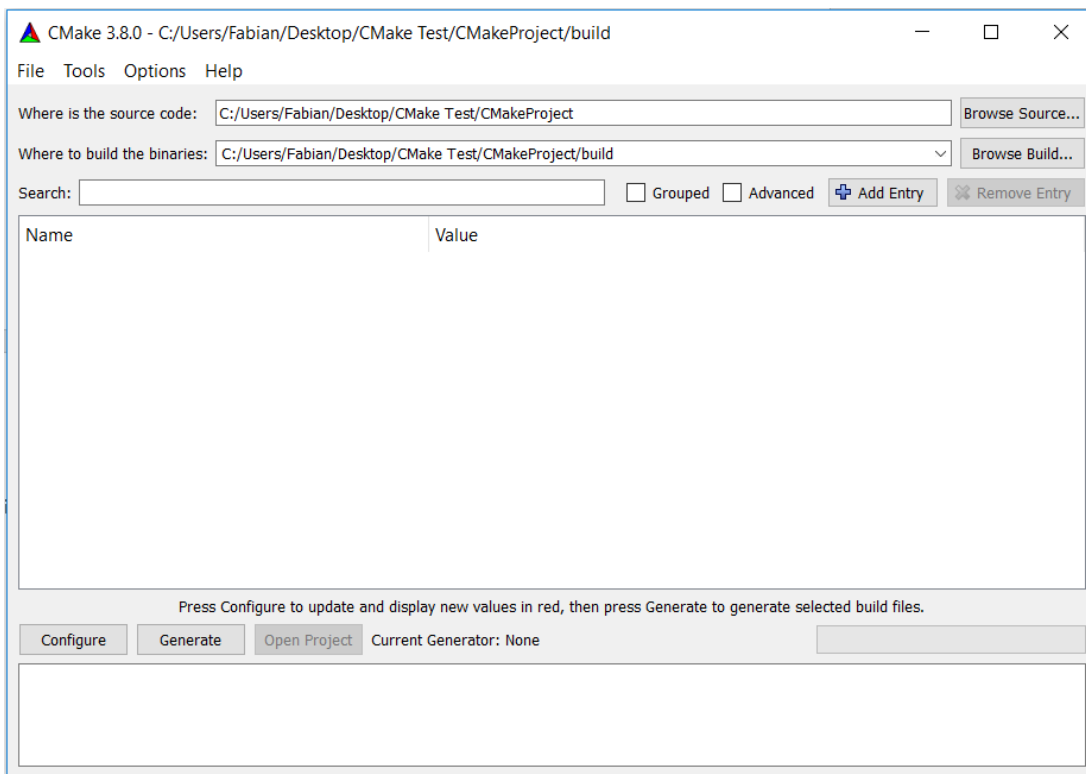 CMake 3.8.0 - C:/Users/Fabian/Desktop/CMake Test/CMakeProject/build
File Tools Options Help
Where is the source code: C:/Users/Fabian/Desktop/CMake Test/CMakeProject Browse Source...
Where to build the binaries: C:/Users/Fabian/Desktop/CMake Test/CMakeProject/build Browse Build...
Search: Grouped Advanced Add Entry Remove Entry
Name Value
Press Configure to update and display new values in red, then press Generate to generate selected build files.
Configure Generate Open Project Current Generator: None